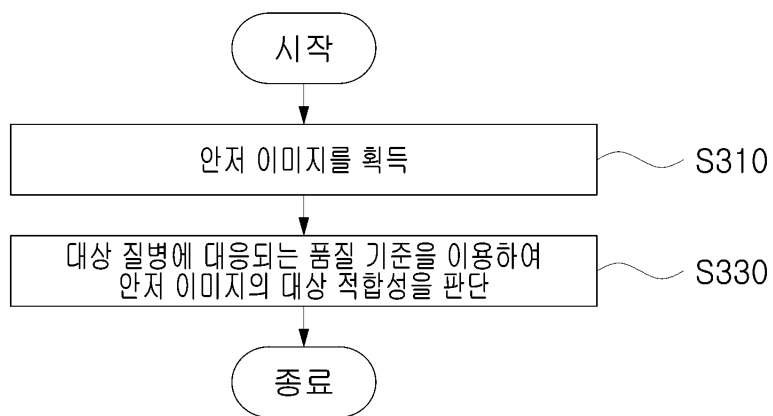 시작
안저 이미지를 획득
S310
대상 질병에 대응되는 품질 기준을 이용하여
안저 이미지의 대상 적합성을 판단
S330
종료